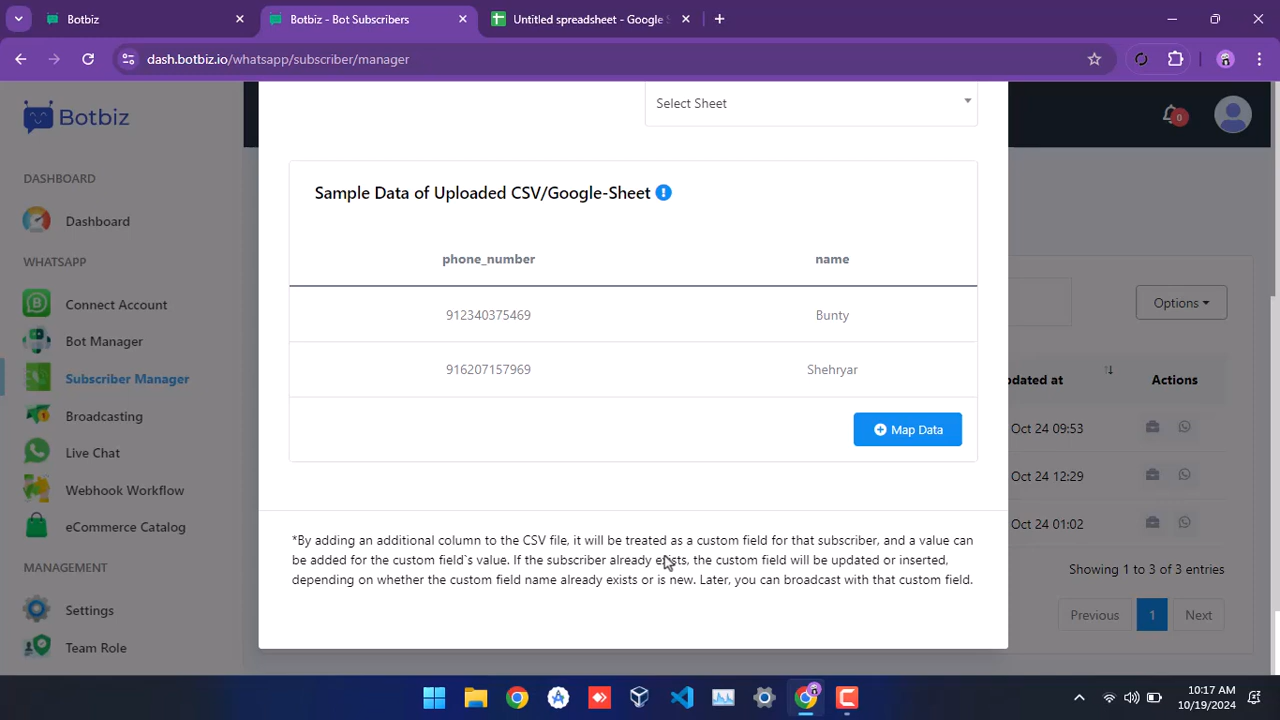 Botbiz
Botbiz - Bot Subscribers
Untitled spreadsheet - Google S
dash.botbiz.io/whatsapp/subscriber/manager
Botbiz
0
Select Sheet
DASHBOARD
Dashboard
WHATSAPP
Connect Account
Bot Manager
Subscriber Manager
Broadcasting
Live Chat
Webhook Workflow
eCommerce Catalog
MANAGEMENT
Settings
Team Role
Sample Data of Uploaded CSV/Google-Sheet
phone_number name
912340375469 Bunty
916207157969 Shehryar
Map Data
*By adding an additional column to the CSV file, it will be treated as a custom field for that subscriber, and a value can
be added for the custom field`s value. If the subscriber already exists, the custom field will be updated or inserted,
depending on whether the custom field name already exists or is new. Later, you can broadcast with that custom field.
Options
dated at Actions
Oct 24 09:53
Oct 24 12:29
Oct 24 01:02
Showing 1 to 3 of 3 entries
Previous 1 Next
10:17 AM
10/19/2024